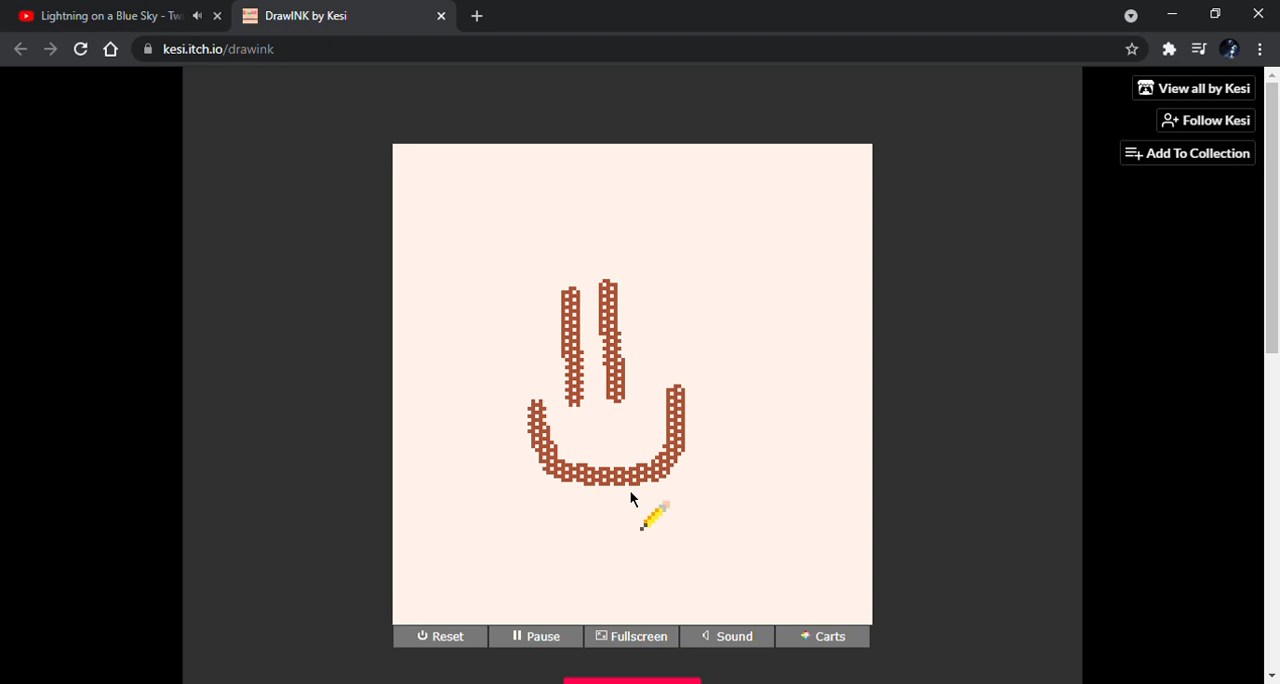 Lightning on a Blue Sky - Tw
DrawINK by Kesi
kesi.itch.io/drawink
View all by Kesi
Follow Kesi
Add To Collection
Reset
Pause
Fullscreen
Sound
Carts